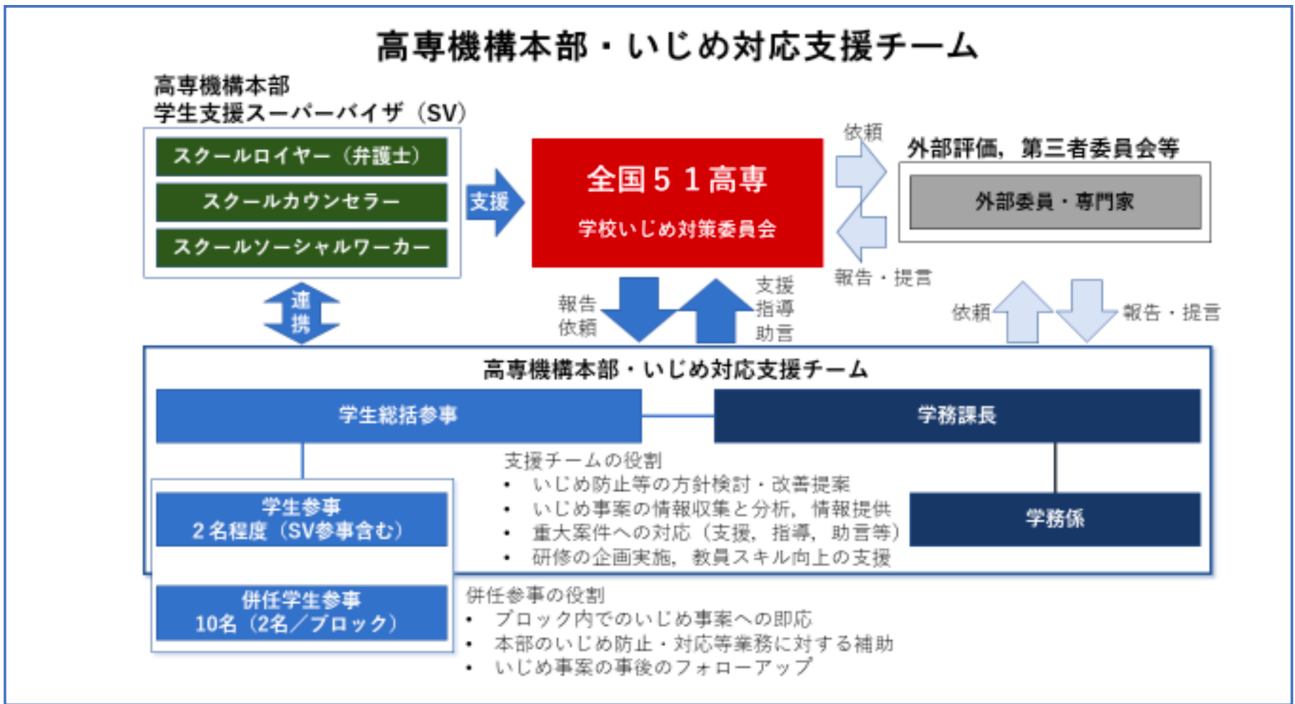 高専機構本部・いじめ対応支援チーム
高専機構本部
学生支援スーパーバイザ（SV）
スクールロイヤー（弁護士）
スクールカウンセラー
スクールソーシャルワーカー
支援
全国５１高専
学校いじめ対策委員会
依頼
報告・提言
外部評価，第三者委員会等
外部委員・専門家
連
携
報告
依頼
支援
指導
助言
依頼
報告・提言
高専機構本部・いじめ対応支援チーム
学生総括参事
学務課長
学生参事
２名程度（SV参事含む）
支援チームの役割
• いじめ防止等の方針検討・改善提案
• いじめ事案の情報収集と分析，情報提供
• 重大案件への対応（支援，指導，助言等）
• 研修の企画実施，教員スキル向上の支援
学務係
併任学生参事
10名（2名／ブロック）
併任参事の役割
• ブロック内でのいじめ事案への即応
• 本部のいじめ防止・対応等業務に対する補助
• いじめ事案の事後のフォローアップ